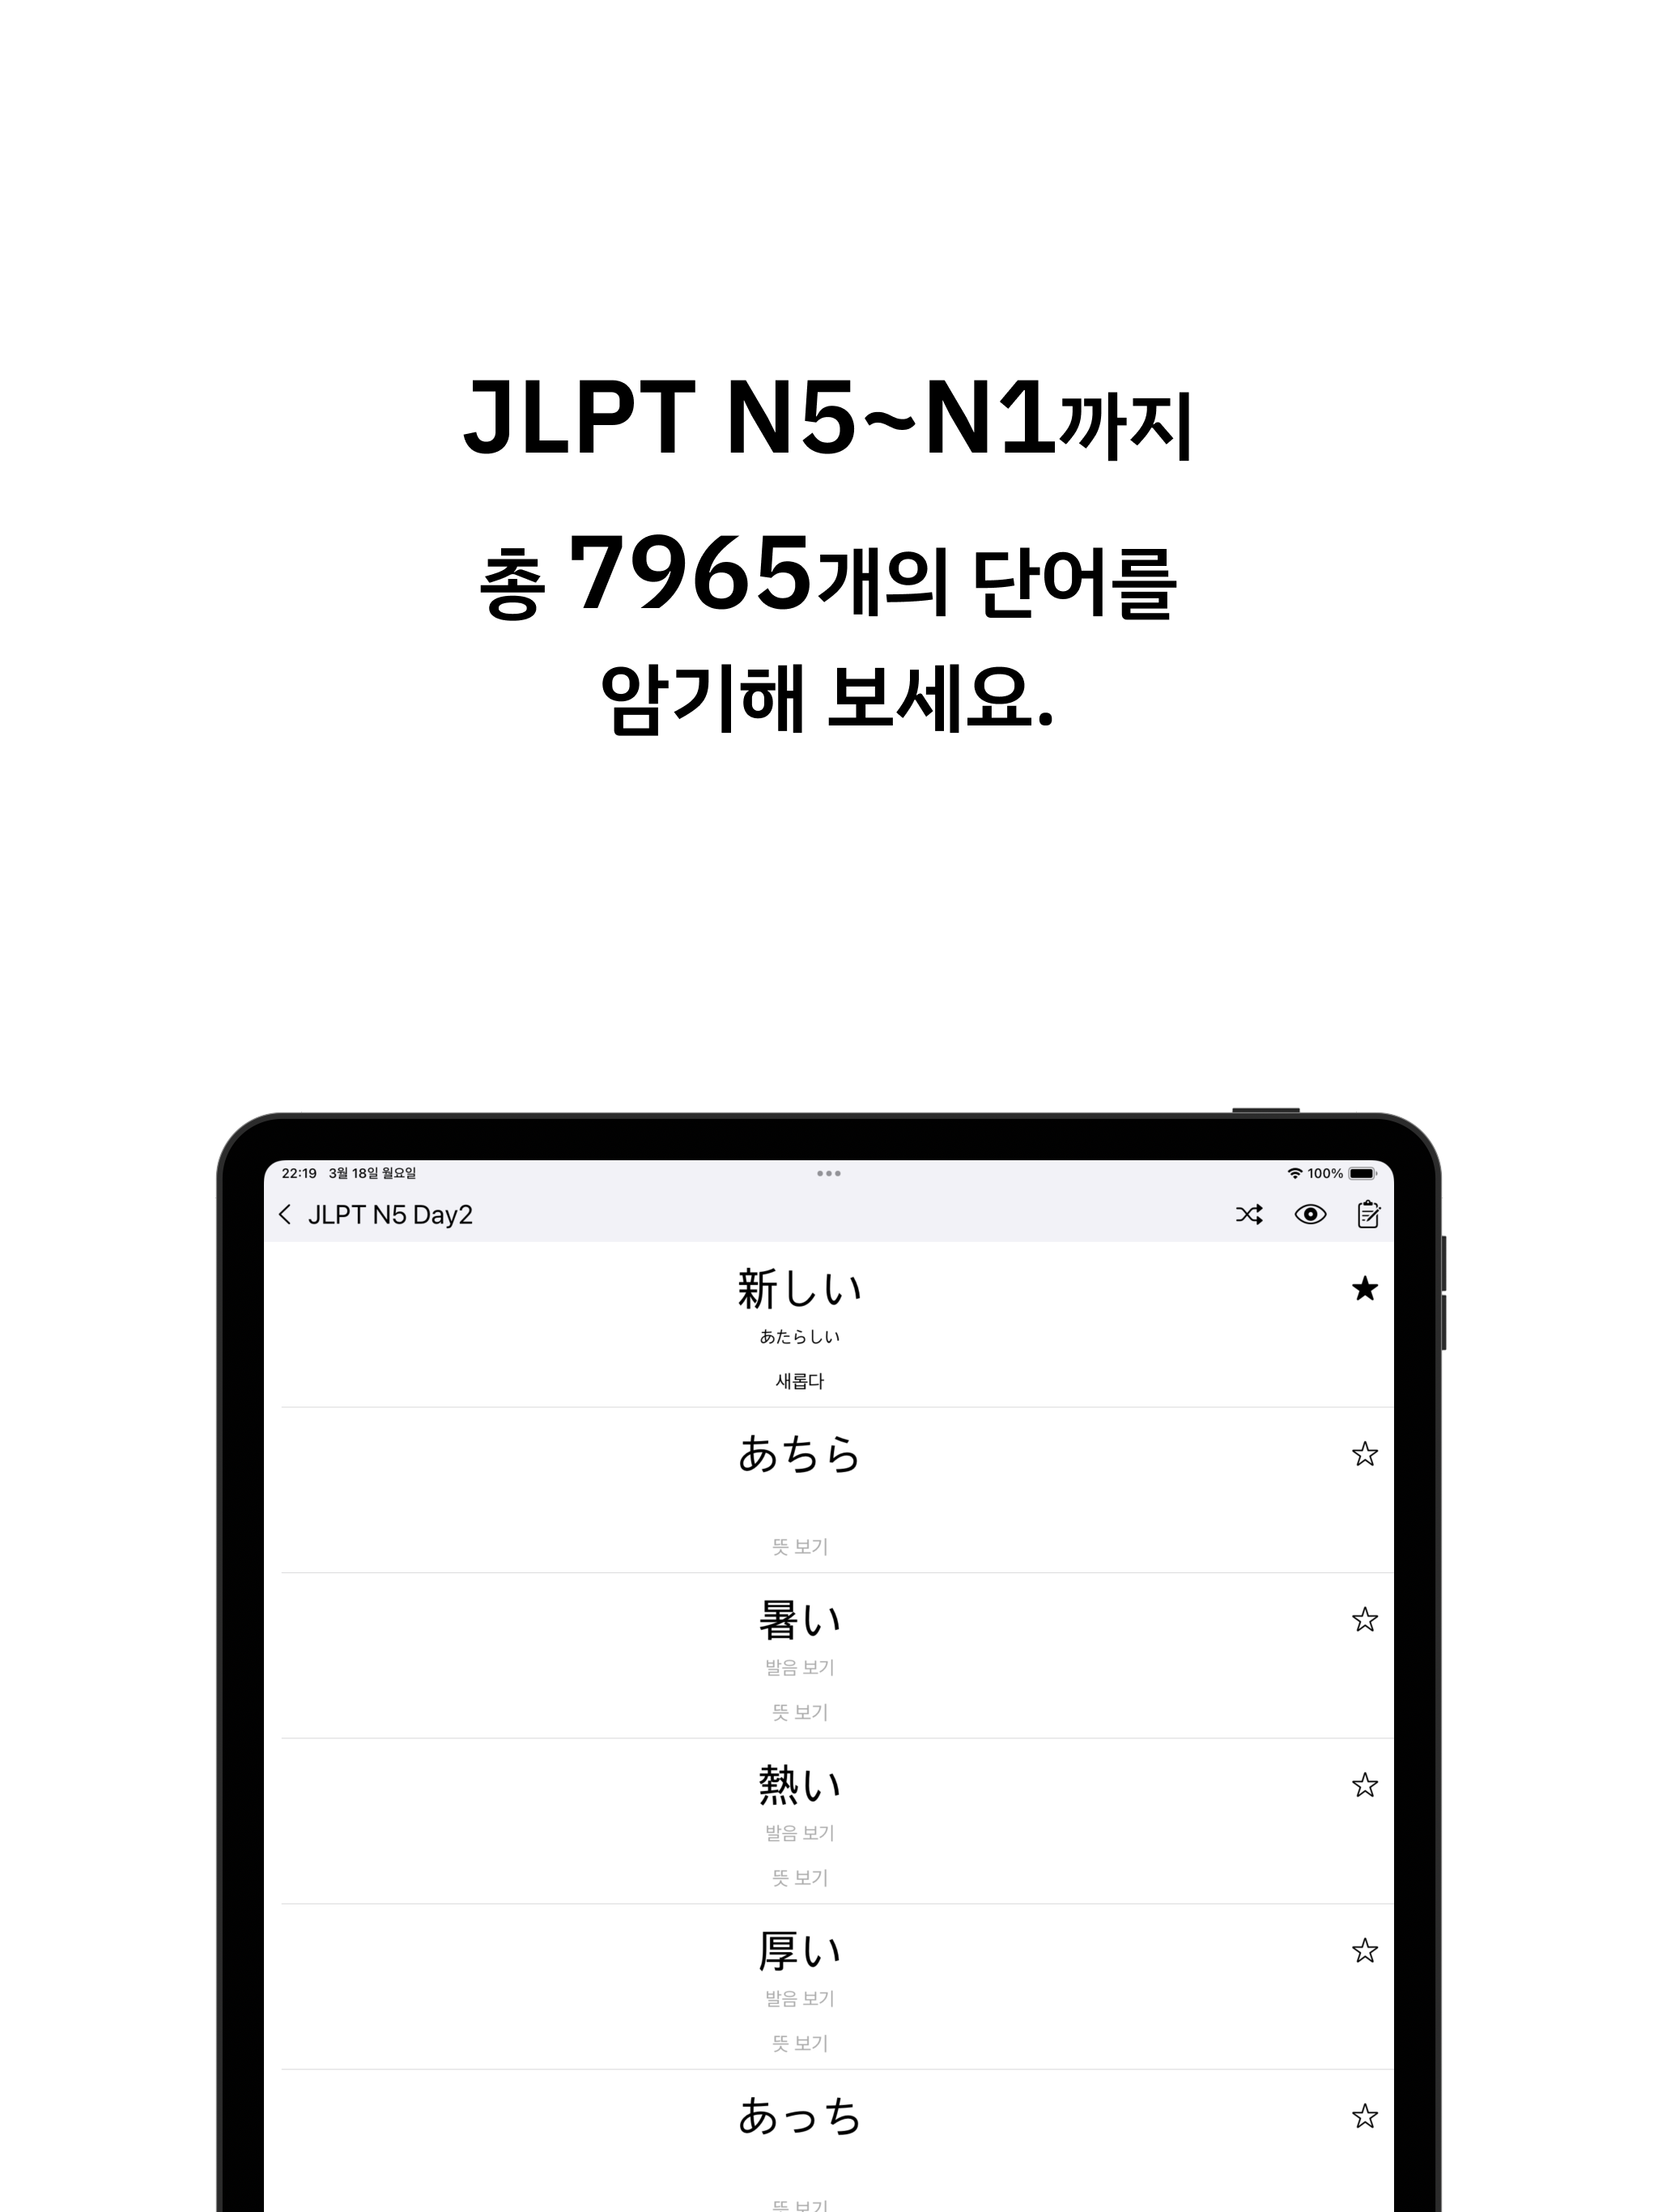 JLPT N5~N1까지
총 7965개의 단어를
암기해 보세요.
22:19 3월 18일 월요일 100%
JLPT N5 Day2
新しい
あたらしい
새롭다
あちら
뜻 보기
暑い
발음 보기
뜻 보기
熱い
발음 보기
뜻 보기
厚い
발음 보기
뜻 보기
あっち
뜻 보기